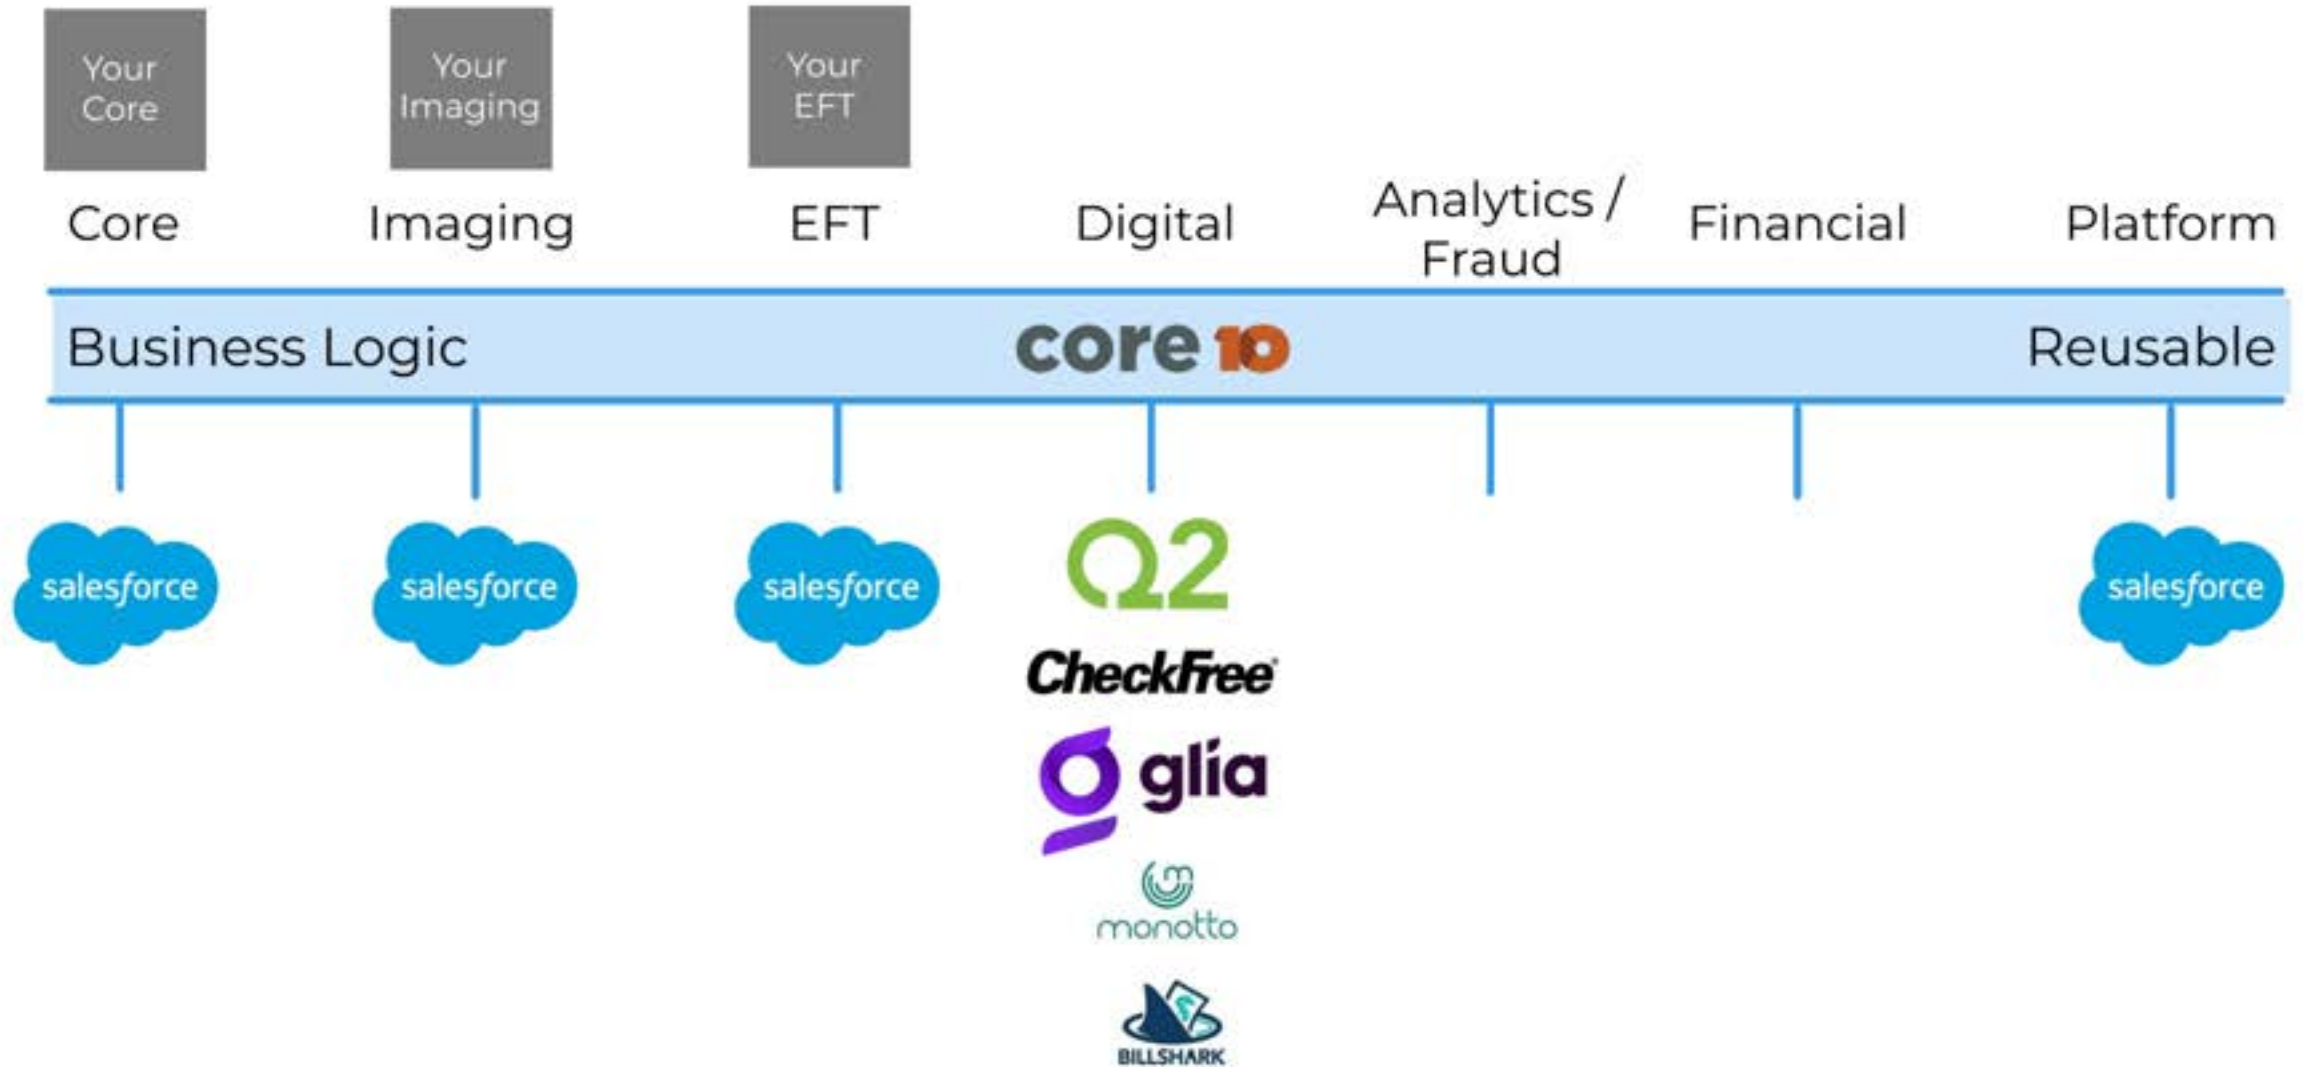 Your
Core
Your
Imaging
Your
EFT
Core
Imaging
EFT
Digital
Analytics /
Fraud
Financial
Platform
Business Logic
core 10
Reusable
salesforce
salesforce
salesforce
Q2
salesforce
CheckFree
glia
m
monotto
BILLSHARK